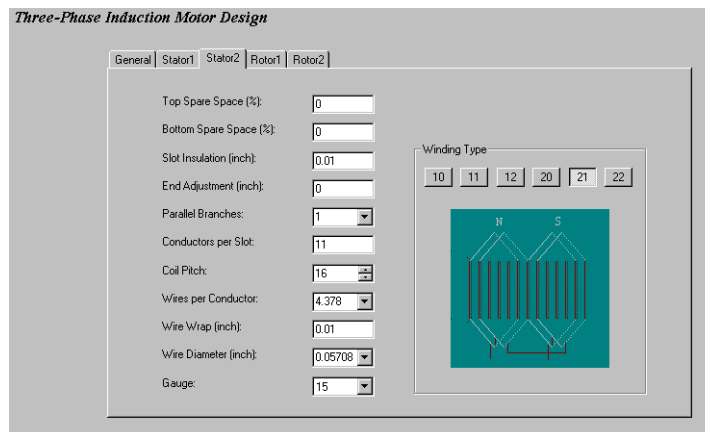 Three-Phase Induction Motor Design
General Stator1 Stator2 Rotor1 Rotor2
Top Spare Space (%): 0
Bottom Spare Space (%): 0
Slot Insulation (inch): 0.01
End Adjustment (inch): 0
Parallel Branches: 1
Conductors per Slot: 11
Coil Pitch: 16
Wires per Conductor: 4.378
Wire Wrap (inch): 0.01
Wire Diameter (inch): 0.05708
Gauge: 15
Winding Type
10 11 12 20 21 22
N S